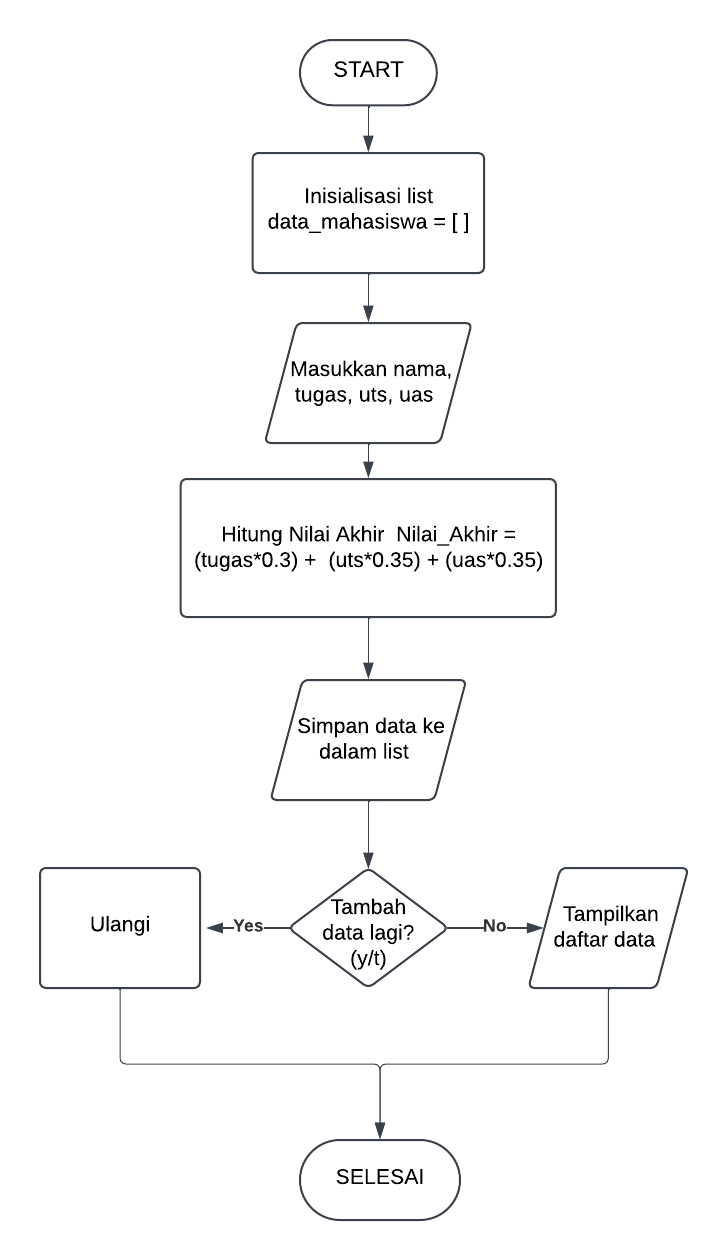 START
Inisialisasi list
data_mahasiswa = [ ]
Masukkan nama,
tugas, uts, uas
Hitung Nilai Akhir  Nilai_Akhir =
(tugas*0.3) +  (uts*0.35) + (uas*0.35)
Simpan data ke
dalam list
Ulangi
Yes
Tambah
data lagi?
(y/t)
No
Tampilkan
daftar data
SELESAI